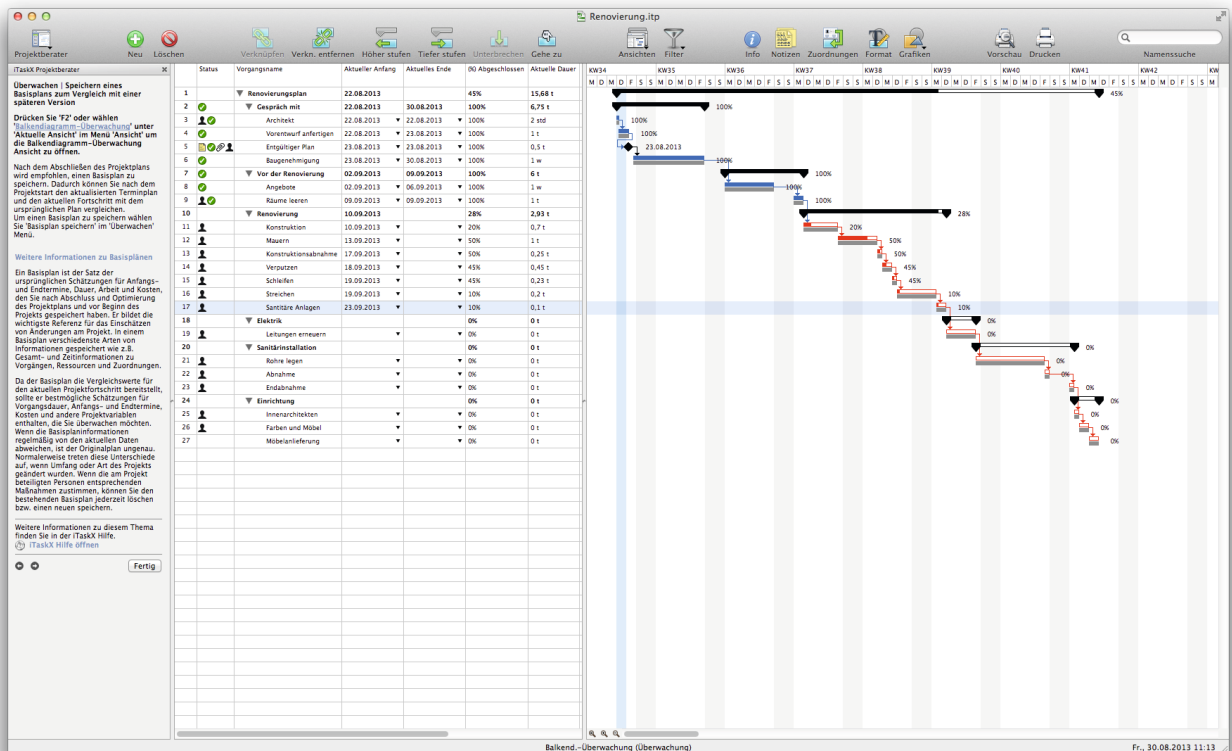 Renovierung.itp
Projektberater
Neu
Löschen
Verknüpfen
Verkn. entfernen
Höher stufen
Tiefer stufen
Unterbrechen
Gehe zu
Ansichten
Filter
Info
Notizen
Zuordnungen
Format
Grafiken
Vorschau
Drucken
Namenssuche
iTaskX Projektberater
Überwachen | Speichern eines
Basisplans zum Vergleich mit einer
späteren Version
Drücken Sie 'F2' oder wählen
'Balkendiagramm-Überwachung' unter
'Aktuelle Ansicht' im Menü 'Ansicht' um
die Balkendiagramm-Überwachung
Ansicht zu öffnen.
Nach dem Abschließen des Projektplans
wird empfohlen, einen Basisplan zu
speichern. Dadurch können Sie nach dem
Projektstart den aktualisierten Terminplan
und den aktuellen Fortschritt mit dem
ursprünglichen Plan vergleichen.
Um einen Basisplan zu speichern wählen
Sie 'Basisplan speichern' im 'Überwachen'
Menü.
Weitere Informationen zu Basisplänen
Ein Basisplan ist der Satz der
ursprünglichen Schätzungen für Anfangs-
und Endtermine, Dauer, Arbeit und Kosten,
den Sie nach Abschluss und Optimierung
des Projektplans und vor Beginn des
Projekts gespeichert haben. Er bildet die
wichtigste Referenz für das Einschätzen
von Änderungen am Projekt. In einem
Basisplan verschiedenste Arten von
Informationen gespeichert wie z.B.
Gesamt- und Zeitinformationen zu
Vorgängen, Ressourcen und Zuordnungen.
Da der Basisplan die Vergleichswerte für
den aktuellen Projektfortschritt bereitstellt,
sollte er bestmögliche Schätzungen für
Vorgangsdauer, Anfangs- und Endtermine,
Kosten und andere Projektvariablen
enthalten, die Sie überwachen möchten.
Wenn die Basisplaninformationen
regelmäßig von den aktuellen Daten
abweichen, ist der Originalplan ungenau.
Normalerweise treten diese Unterschiede
auf, wenn Umfang oder Art des Projekts
geändert wurden. Wenn die am Projekt
beteiligten Personen entsprechenden
Maßnahmen zustimmen, können Sie den
bestehenden Basisplan jederzeit löschen
bzw. einen neuen speichern.
Weitere Informationen zu diesem Thema
finden Sie in der iTaskX Hilfe.
iTaskX Hilfe öffnen
Fertig
Status Vorgangsname Aktueller Anfang Aktuelles Ende (%) Abgeschlossen Aktuelle Dauer
1 Renovierungsplan 22.08.2013 45% 15,68 t
2 Gespräch mit 22.08.2013 30.08.2013 100% 6,75 t
3 Architekt 22.08.2013 22.08.2013 100% 2 std
4 Vorentwurf anfertigen 22.08.2013 23.08.2013 100% 1 t
5 Entgültiger Plan 23.08.2013 23.08.2013 100% 0,5 t
6 Baugenehmigung 23.08.2013 30.08.2013 100% 1 w
7 Vor der Renovierung 02.09.2013 09.09.2013 100% 6 t
8 Angebote 02.09.2013 06.09.2013 100% 1 w
9 Räume leeren 09.09.2013 09.09.2013 100% 1 t
10 Renovierung 10.09.2013 28% 2,93 t
11 Konstruktion 10.09.2013 20% 0,7 t
12 Mauern 13.09.2013 50% 1 t
13 Konstruktionsabnahme 17.09.2013 50% 0,25 t
14 Verputzen 18.09.2013 45% 0,45 t
15 Schleifen 19.09.2013 45% 0,23 t
16 Streichen 19.09.2013 10% 0,2 t
17 Santitäre Anlagen 23.09.2013 10% 0,1 t
18 Elektrik 0% 0 t
19 Leitungen erneuern 0% 0 t
20 Sanitärinstallation 0% 0 t
21 Rohre legen 0% 0 t
22 Abnahme 0% 0 t
23 Endabnahme 0% 0 t
24 Einrichtung 0% 0 t
25 Innenarchitekten 0% 0 t
26 Farben und Möbel 0% 0 t
27 Möbelanlieferung 0% 0 t
KW34 KW35 KW36 KW37 KW38 KW39 KW40 KW41 KW42 KW
M D M D F S S M D M D F S S M D M D F S S M D M D F S S M D M D F S S M D M D F S S M D M D F S S M D M D F S S M D M D F S S M
45%
100%
100%
100%
23.08.2013
100%
100%
100%
100%
28%
20%
50%
5%
45%
45%
10%
10%
0%
0%
0%
0%
0%
0%
0%
0%
0%
0%
Balkend.-Überwachung (Überwachung)
Fr., 30.08.2013 11:13